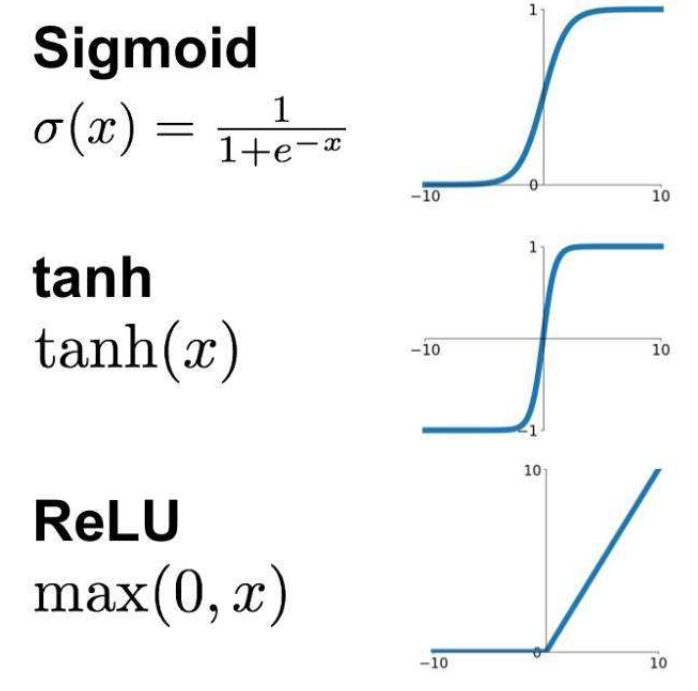 Sigmoid
σ(x) = 1/(1+e^{-x})
1
0
−10
10
tanh
tanh(x)
1
−10
10
−1
ReLU
max(0, x)
10
0
−10
10